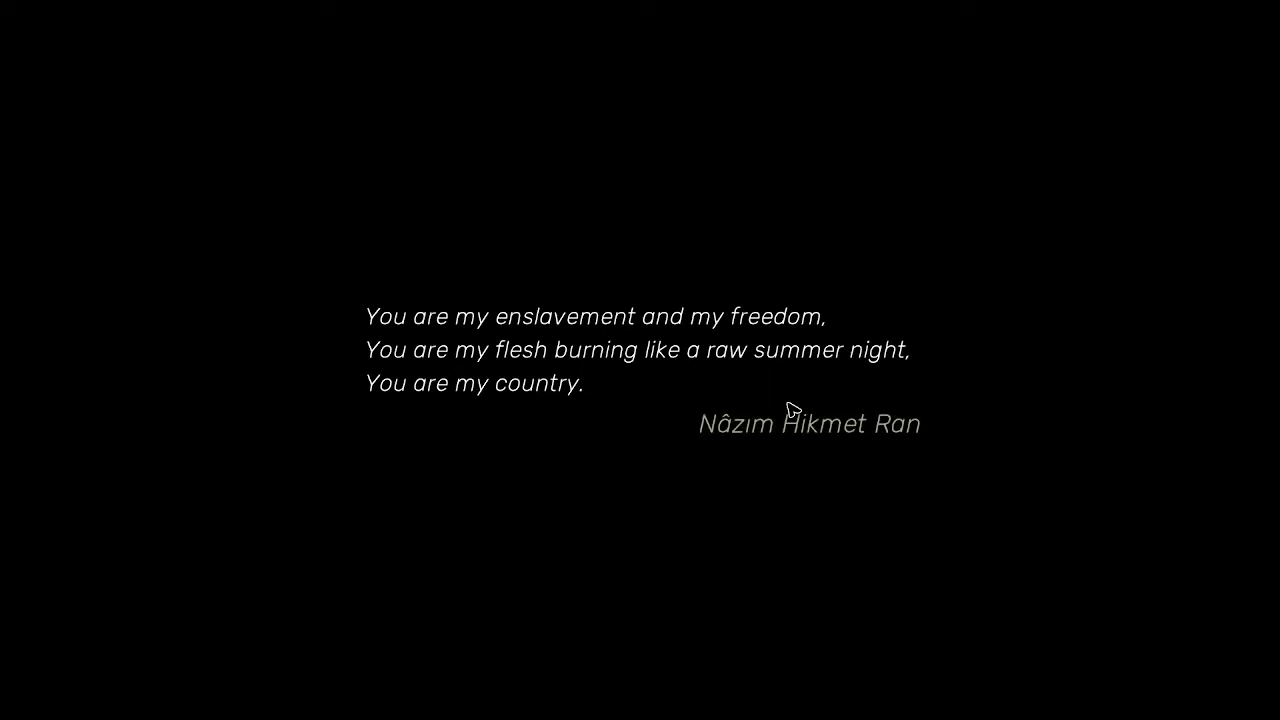 You are my enslavement and my freedom,
You are my flesh burning like a raw summer night,
You are my country.
Nâzım Hikmet Ran